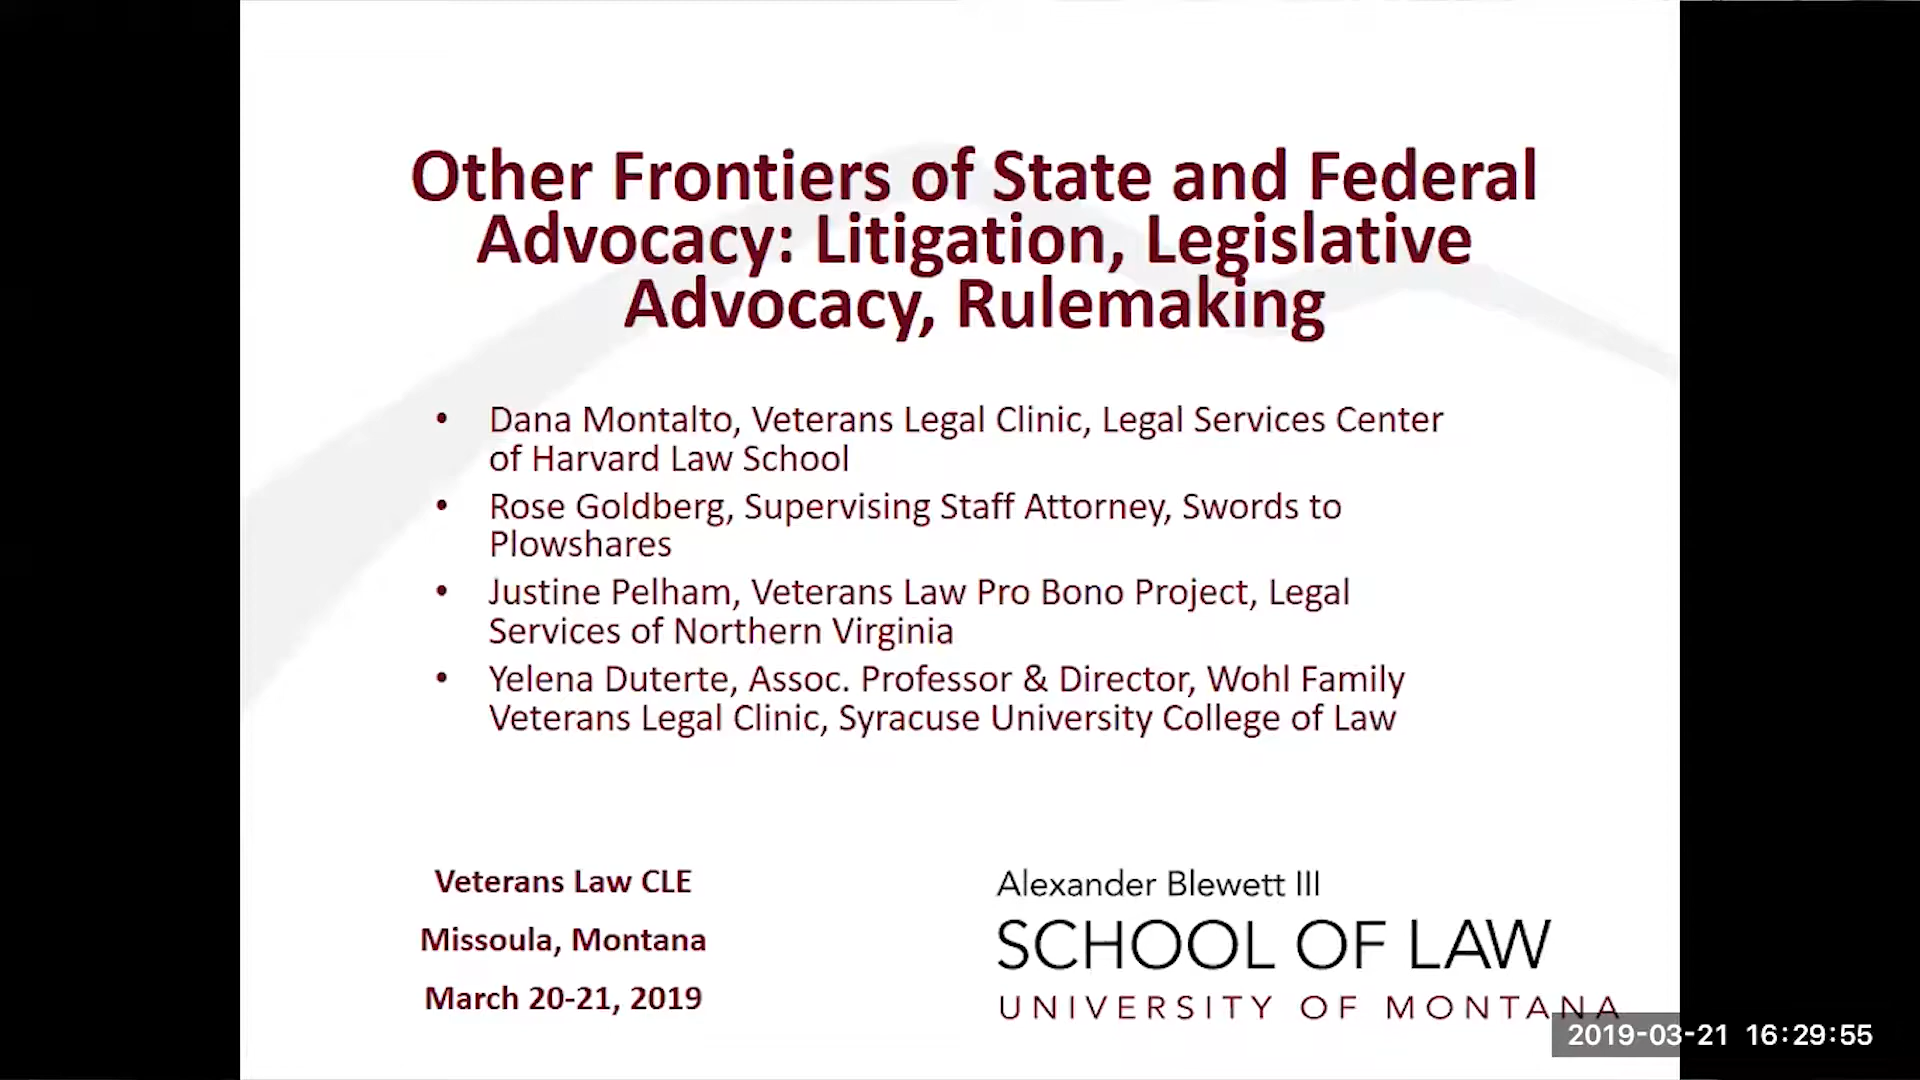 Other Frontiers of State and Federal
Advocacy: Litigation, Legislative
Advocacy, Rulemaking
• Dana Montalto, Veterans Legal Clinic, Legal Services Center
of Harvard Law School
• Rose Goldberg, Supervising Staff Attorney, Swords to
Plowshares
• Justine Pelham, Veterans Law Pro Bono Project, Legal
Services of Northern Virginia
• Yelena Duterte, Assoc. Professor & Director, Wohl Family
Veterans Legal Clinic, Syracuse University College of Law
Veterans Law CLE
Missoula, Montana
March 20-21, 2019
Alexander Blewett III
SCHOOL OF LAW
UNIVERSITY OF MONTANA
2019-03-21 16:29:55